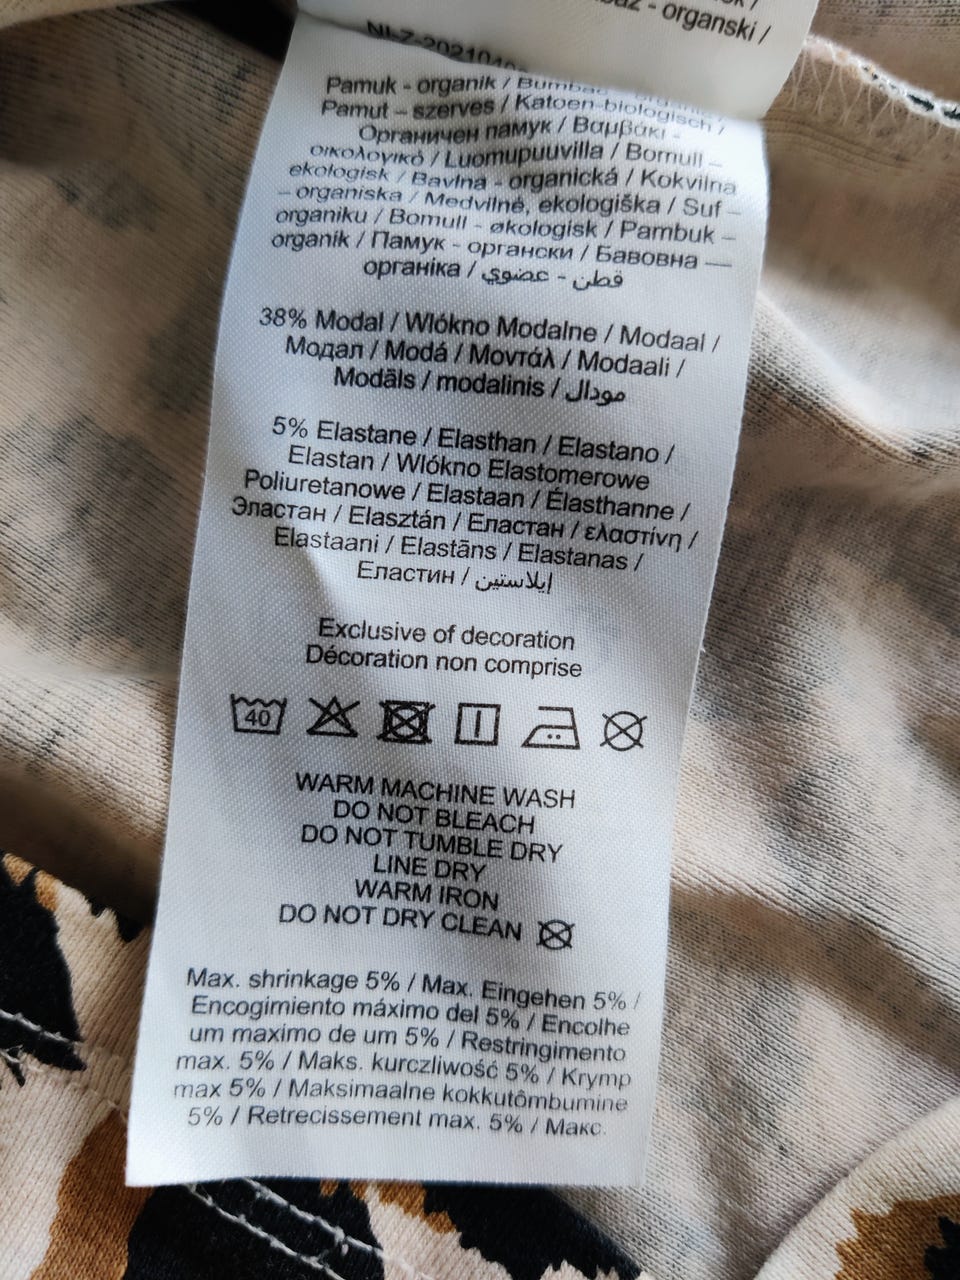 - organski /
Pamuk - organik /
Pamut – szerves / Katoen-biologisch /
Органичен памук / Βαμβάκι -
οικολογικό / Luomupuuvilla / Bomull –
ekologisk / Bavlna - organická / Kokvilna
– organiska / Medvilnė, ekologiška / Suf –
organiku / Bomull - økologisk / Pambuk –
organik / Памук - органски / Бавовна —
органіка / قطن - عضوي
38% Modal / Wlókno Modalne / Modaal /
Модал / Modá / Μοντάλ / Modaali /
Modāls / modalinis / مودال
5% Elastane / Elasthan / Elastano /
Elastan / Wlókno Elastomerowe
Poliuretanowe / Elastaan / Élasthanne /
Эластан / Elasztán / Еластан / ελαστίνη /
Elastaani / Elastāns / Elastanas /
Еластин / إيلاستين
Exclusive of decoration
Décoration non comprise
40
WARM MACHINE WASH
DO NOT BLEACH
DO NOT TUMBLE DRY
LINE DRY
WARM IRON
DO NOT DRY CLEAN
Max. shrinkage 5% / Max. Eingehen 5% /
Encogimiento máximo del 5% / Encolhe
um maximo de um 5% / Restringimento
max. 5% / Maks. kurczliwość 5% / Krymp
max 5% / Maksimaalne kokkutõmbumine
5% / Retrecissement max. 5% / Макс.